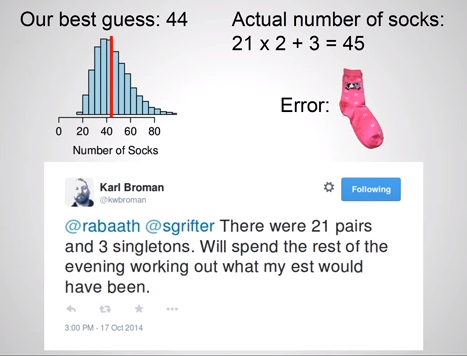 Our best guess: 44
Actual number of socks:
21 x 2 + 3 = 45
Error:
0 20 40 60 80
Number of Socks
Karl Broman
@kwbroman
Following
@rabaath @sgrifter There were 21 pairs
and 3 singletons. Will spend the rest of the
evening working out what my est would
have been.
3:00 PM - 17 Oct 2014